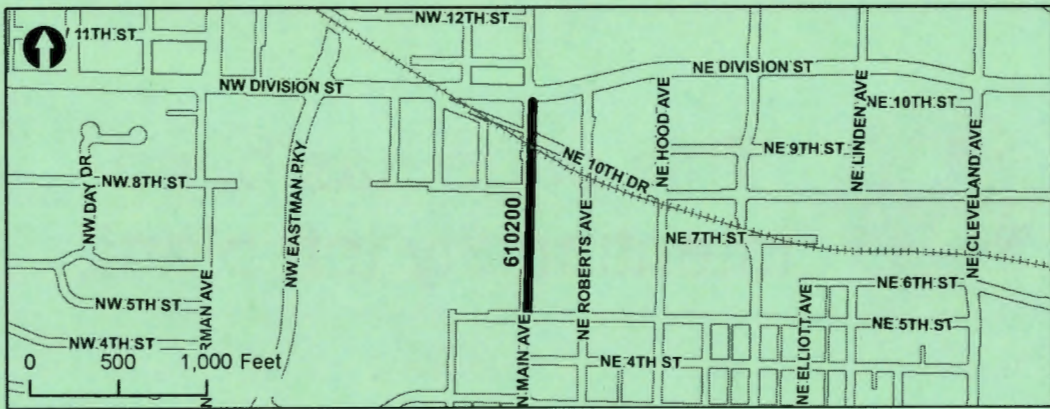 NW 12TH ST
11TH ST
NE DIVISION ST
NW DIVISION ST
NE 10TH ST
NE HOOD AVE
NE LINDEN AVE
NE CLEVELAND AVE
NE 9TH ST
NE 10TH DR
NW DAY DR
NW 8TH ST
NW EASTMAN PKY
610200
NE ROBERTS AVE
NE 7TH ST
NE 6TH ST
NW 5TH ST
RMAN AVE
N MAIN AVE
NE ELLIOTT AVE
NE 5TH ST
NW 4TH ST
NE 4TH ST
0 500 1,000 Feet
N